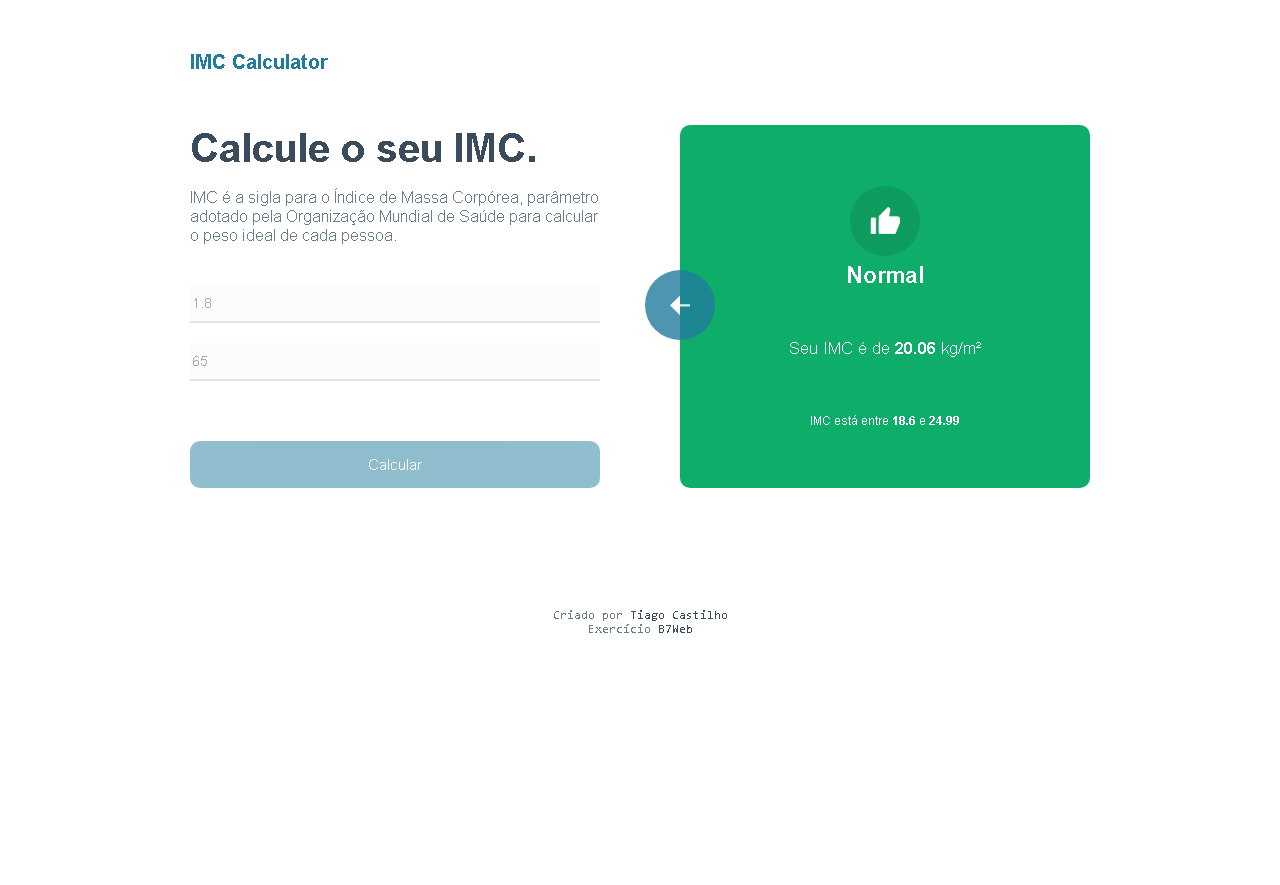 IMC Calculator
Calcule o seu IMC.
IMC é a sigla para o Índice de Massa Corpórea, parâmetro
adotado pela Organização Mundial de Saúde para calcular
o peso ideal de cada pessoa.
1.8
65
Calcular
Normal
Seu IMC é de 20.06 kg/m²
IMC está entre 18.6 e 24.99
Criado por Tiago Castilho
Exercício B7Web